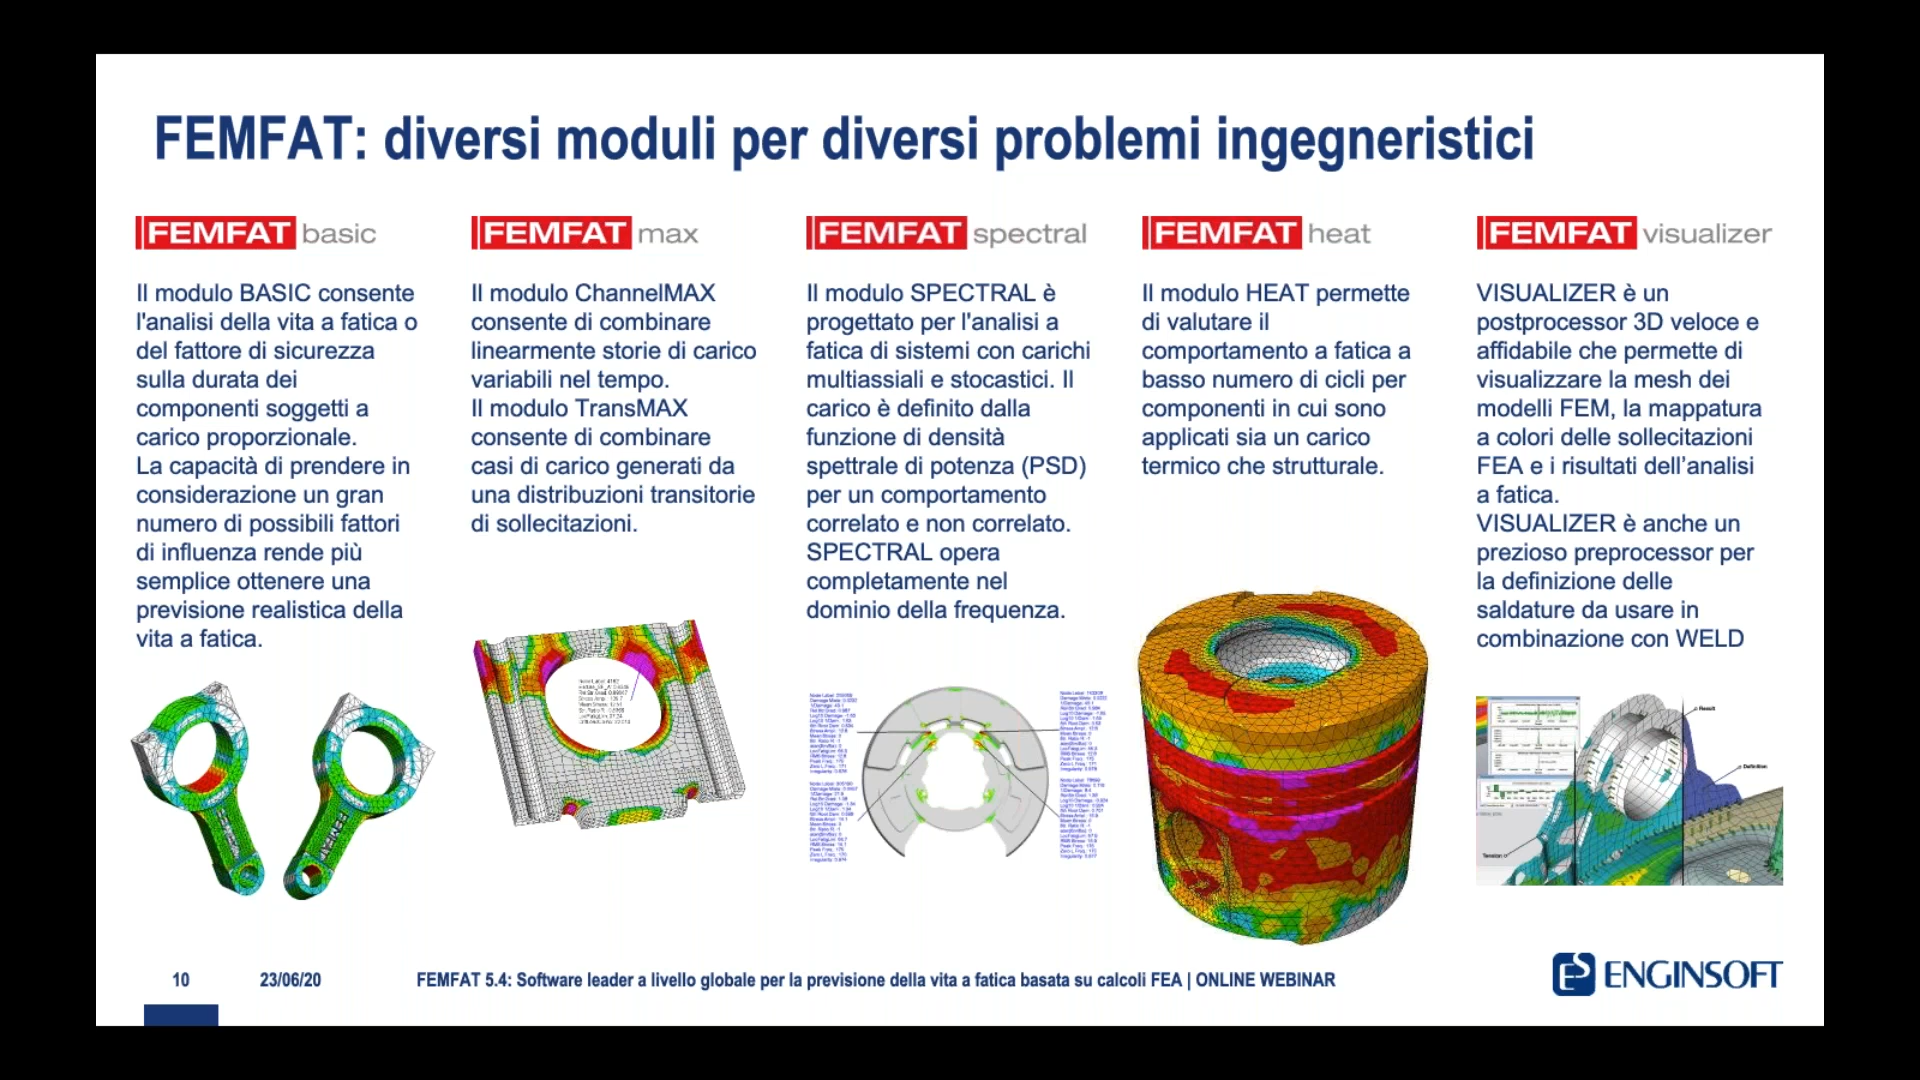 FEMFAT: diversi moduli per diversi problemi ingegneristici
FEMFAT basic
Il modulo BASIC consente
l'analisi della vita a fatica o
del fattore di sicurezza
sulla durata dei
componenti soggetti a
carico proporzionale.
La capacità di prendere in
considerazione un gran
numero di possibili fattori
di influenza rende più
semplice ottenere una
previsione realistica della
vita a fatica.
FEMFAT max
Il modulo ChannelMAX
consente di combinare
linearmente storie di carico
variabili nel tempo.
Il modulo TransMAX
consente di combinare
casi di carico generati da
una distribuzioni transitorie
di sollecitazioni.
FEMFAT spectral
Il modulo SPECTRAL è
progettato per l'analisi a
fatica di sistemi con carichi
multiassiali e stocastici. Il
carico è definito dalla
funzione di densità
spettrale di potenza (PSD)
per un comportamento
correlato e non correlato.
SPECTRAL opera
completamente nel
dominio della frequenza.
FEMFAT heat
Il modulo HEAT permette
di valutare il
comportamento a fatica a
basso numero di cicli per
componenti in cui sono
applicati sia un carico
termico che strutturale.
FEMFAT visualizer
VISUALIZER è un
postprocessor 3D veloce e
affidabile che permette di
visualizzare la mesh dei
modelli FEM, la mappatura
a colori delle sollecitazioni
FEA e i risultati dell’analisi
a fatica.
VISUALIZER è anche un
prezioso preprocessor per
la definizione delle
saldature da usare in
combinazione con WELD
Result
Definition
10
23/06/20
FEMFAT 5.4: Software leader a livello globale per la previsione della vita a fatica basata su calcoli FEA | ONLINE WEBINAR
ENGINSOFT